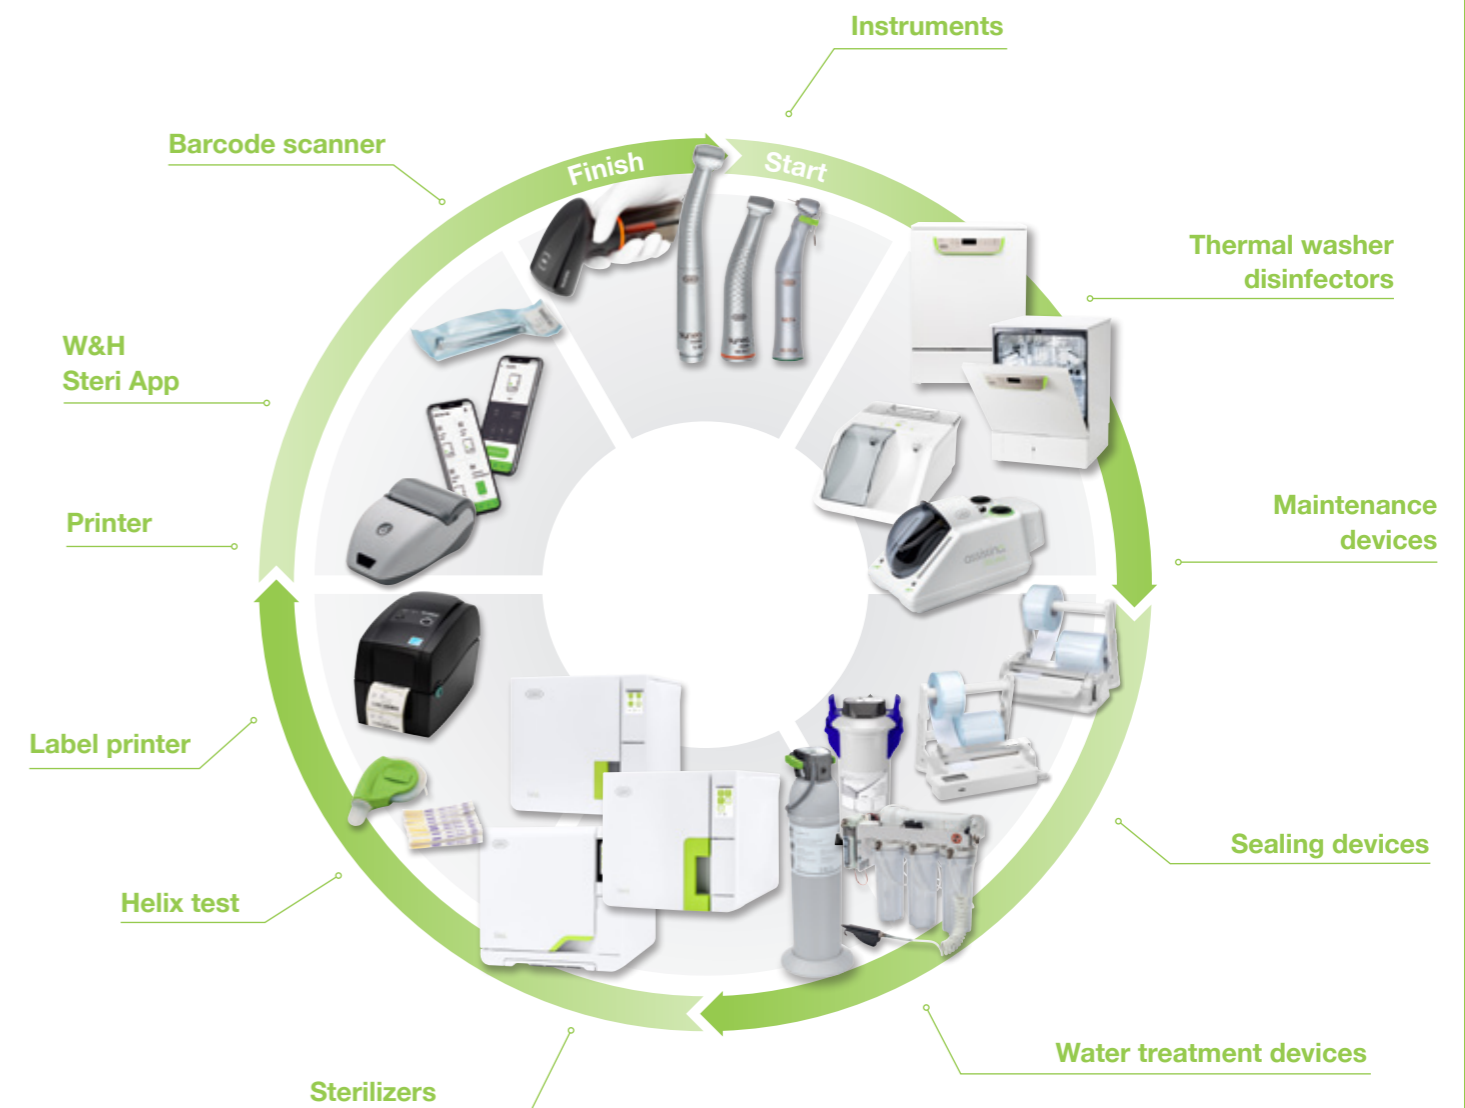 Instruments
Barcode scanner
Finish
Start
Thermal washer
disinfectors
W&H
Steri App
Printer
Maintenance
devices
assistina
Label printer
Sealing devices
Helix test
Water treatment devices
Sterilizers